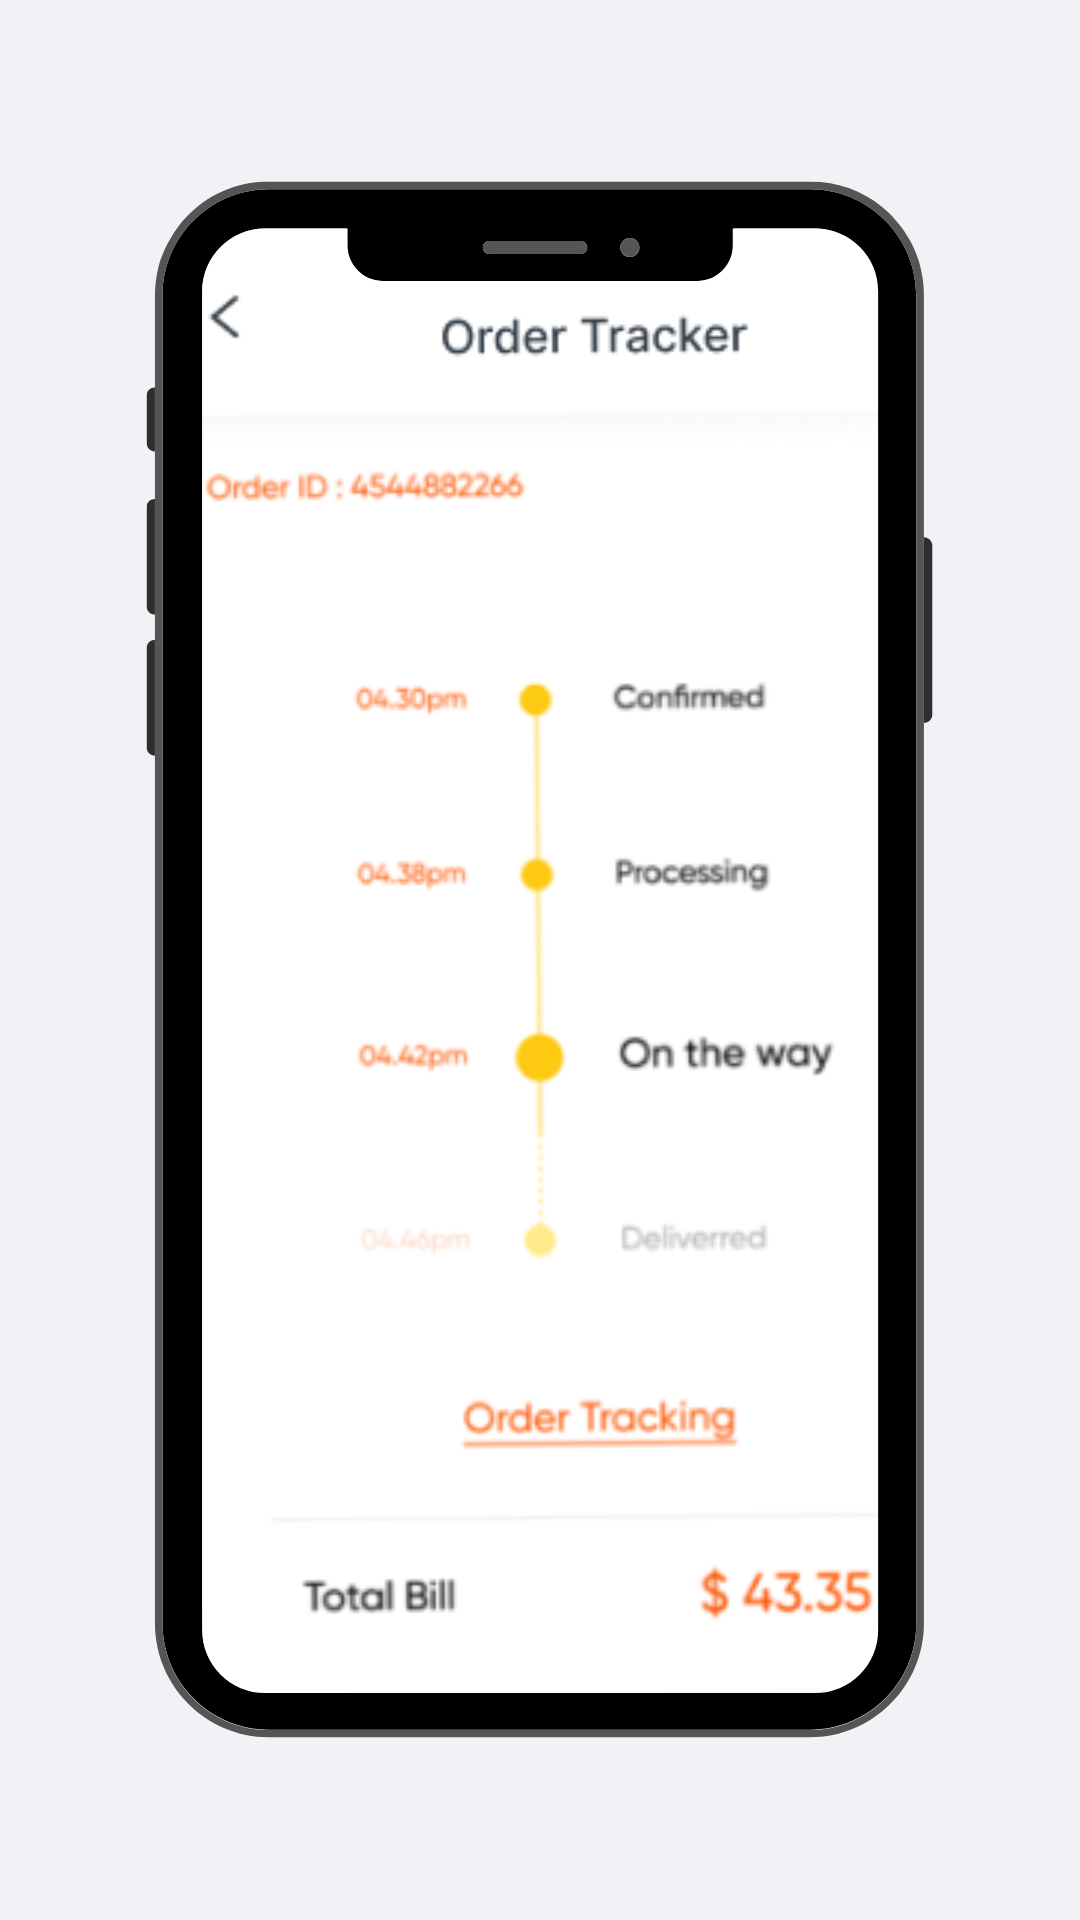 Order Tracker
Order ID : 4544882266
04.30pm Confirmed
04.38pm Processing
04.42pm On the way
04.46pm Deliverred
Order Tracking
Total Bill $ 43.35